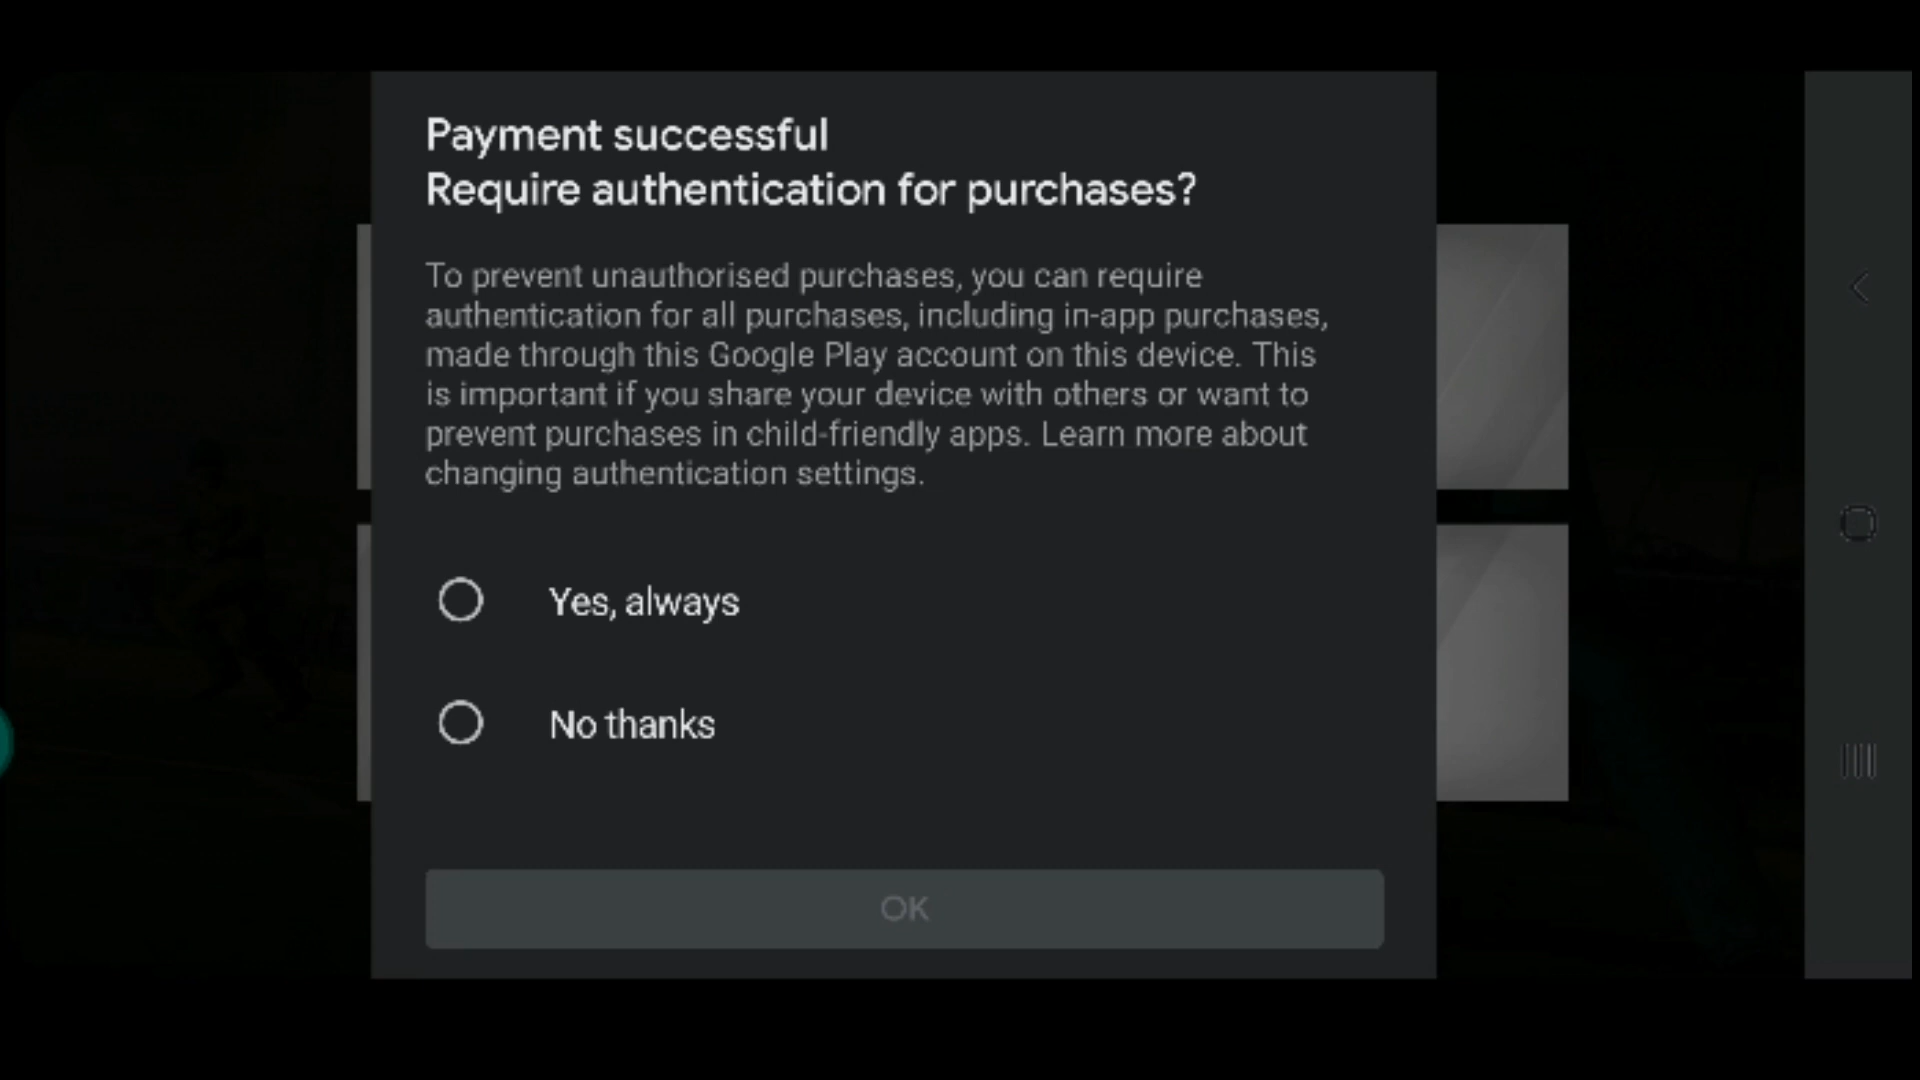 Payment successful
Require authentication for purchases?
To prevent unauthorised purchases, you can require
authentication for all purchases, including in-app purchases,
made through this Google Play account on this device. This
is important if you share your device with others or want to
prevent purchases in child-friendly apps. Learn more about
changing authentication settings.
Yes, always
No thanks
OK